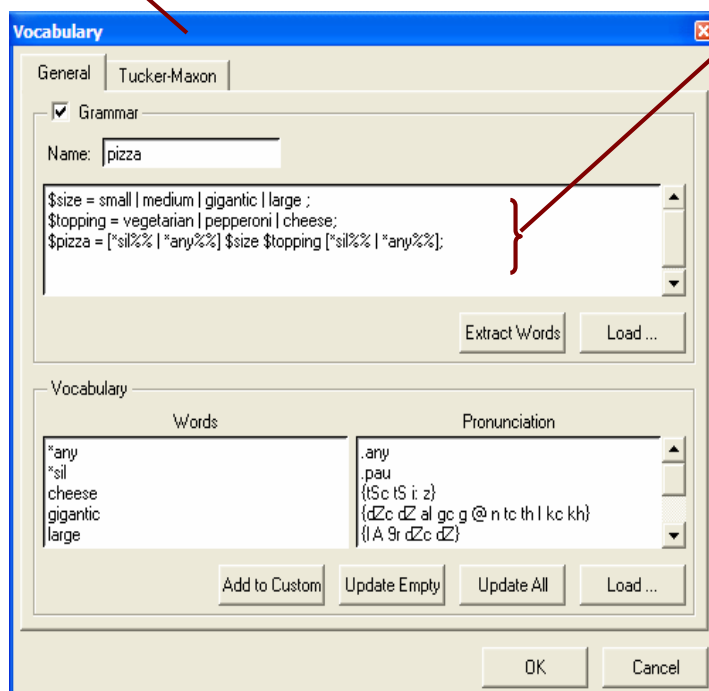 Vocabulary
General Tucker-Maxon
Grammar
Name: pizza
$size = small | medium | gigantic | large ;
$topping = vegetarian | pepperoni | cheese;
$pizza = [*sil%% | *any%%] $size $topping [*sil%% | *any%%];
Extract Words Load ...
Vocabulary
Words Pronunciation
*any .any
*sil .pau
cheese {tSc tS i: z}
gigantic {dZc dZ aI gc g @ n tc th I kc kh}
large {l A 9r dZc dZ}
Add to Custom Update Empty Update All Load ...
OK Cancel